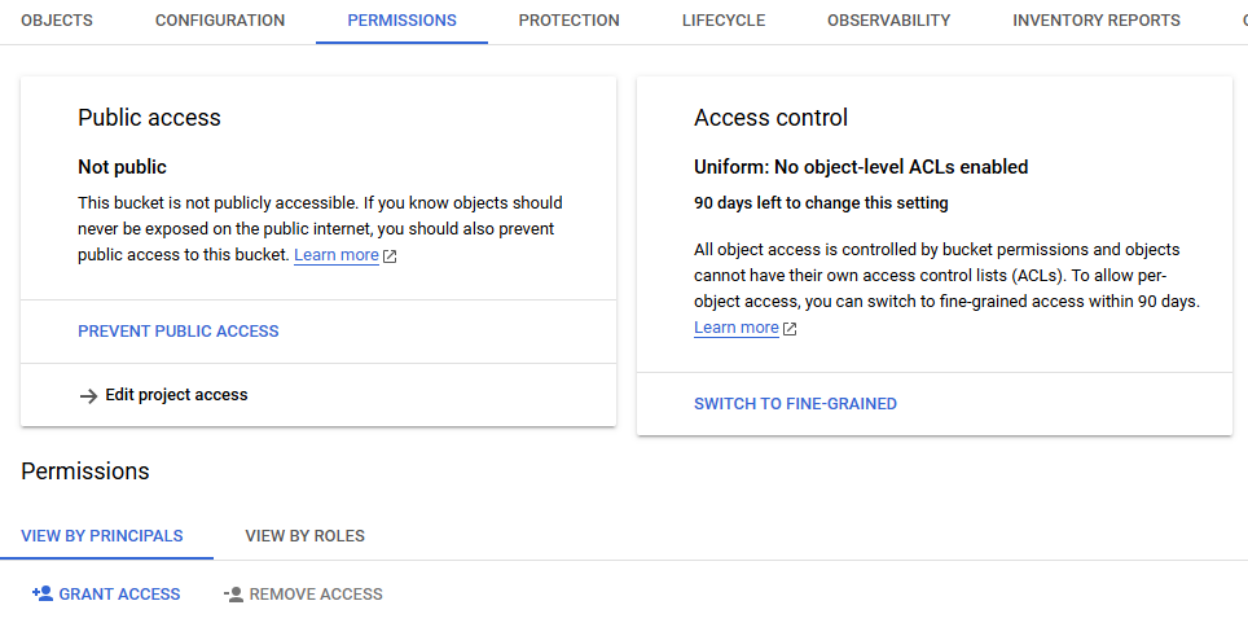 OBJECTS CONFIGURATION PERMISSIONS PROTECTION LIFECYCLE OBSERVABILITY INVENTORY REPORTS
Public access
Not public
This bucket is not publicly accessible. If you know objects should
never be exposed on the public internet, you should also prevent
public access to this bucket. Learn more
PREVENT PUBLIC ACCESS
Edit project access
Access control
Uniform: No object-level ACLs enabled
90 days left to change this setting
All object access is controlled by bucket permissions and objects
cannot have their own access control lists (ACLs). To allow per-
object access, you can switch to fine-grained access within 90 days.
Learn more
SWITCH TO FINE-GRAINED
Permissions
VIEW BY PRINCIPALS VIEW BY ROLES
GRANT ACCESS REMOVE ACCESS